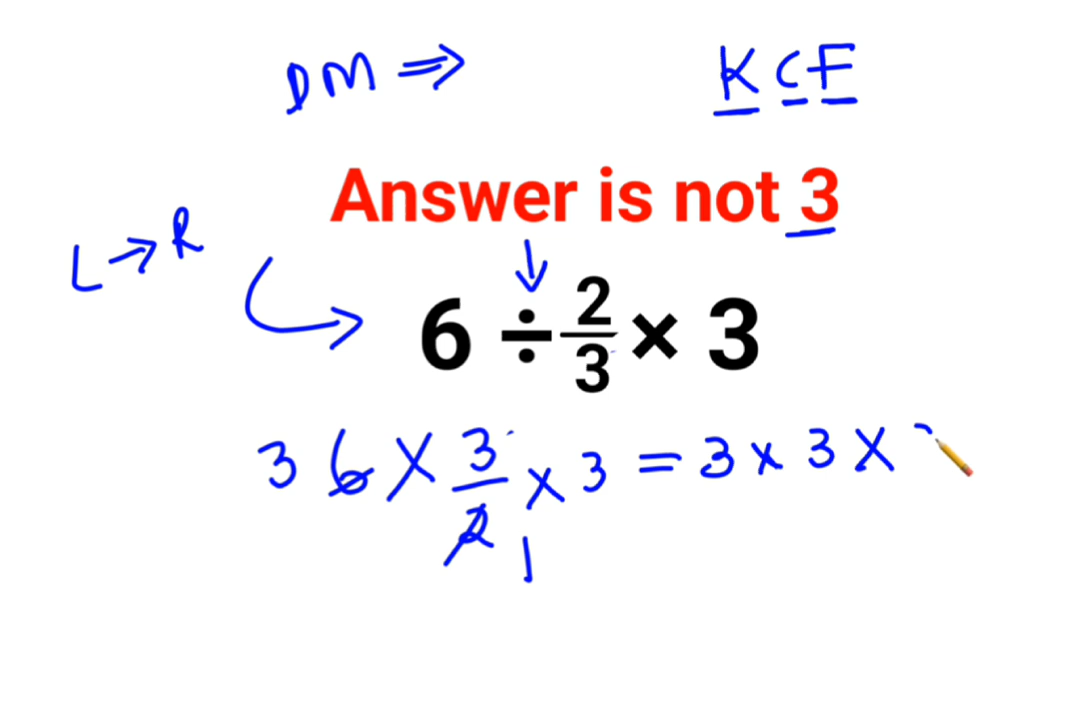 DM ⇒ KCF
Answer is not 3
L → R
6 ÷ 2/3 × 3
3 6 × 3/2 × 3 = 3 × 3 ×
1